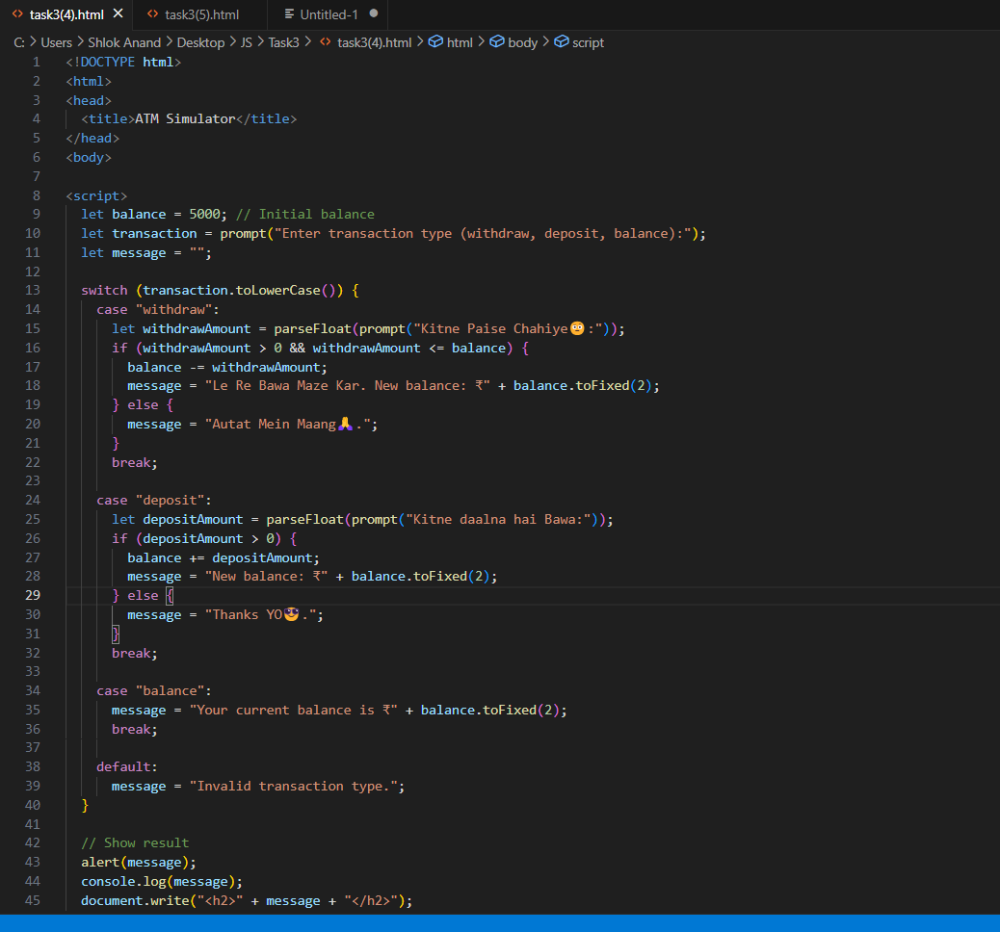 task3(4).html
task3(5).html
Untitled-1
C: > Users > Shlok Anand > Desktop > JS > Task3 > task3(4).html > html > body > script
1 <!DOCTYPE html>
2 <html>
3 <head>
4   <title>ATM Simulator</title>
5 </head>
6 <body>
7
8 <script>
9   let balance = 5000; // Initial balance
10   let transaction = prompt("Enter transaction type (withdraw, deposit, balance):");
11   let message = "";
12
13   switch (transaction.toLowerCase()) {
14     case "withdraw":
15       let withdrawAmount = parseFloat(prompt("Kitne Paise Chahiye😳:"));
16       if (withdrawAmount > 0 && withdrawAmount <= balance) {
17         balance -= withdrawAmount;
18         message = "Le Re Bawa Maze Kar. New balance: ₹" + balance.toFixed(2);
19       } else {
20         message = "Autat Mein Maang🙏.";
21       }
22       break;
23
24     case "deposit":
25       let depositAmount = parseFloat(prompt("Kitne daalna hai Bawa:"));
26       if (depositAmount > 0) {
27         balance += depositAmount;
28         message = "New balance: ₹" + balance.toFixed(2);
29       } else {
30         message = "Thanks YO😎.";
31       }
32       break;
33
34     case "balance":
35       message = "Your current balance is ₹" + balance.toFixed(2);
36       break;
37
38     default:
39       message = "Invalid transaction type.";
40   }
41
42   // Show result
43   alert(message);
44   console.log(message);
45   document.write("<h2>" + message + "</h2>");